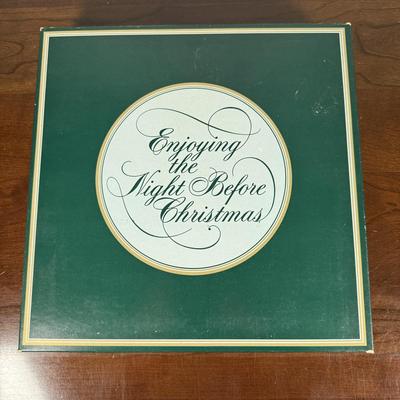 Enjoying
the
Night Before
Christmas